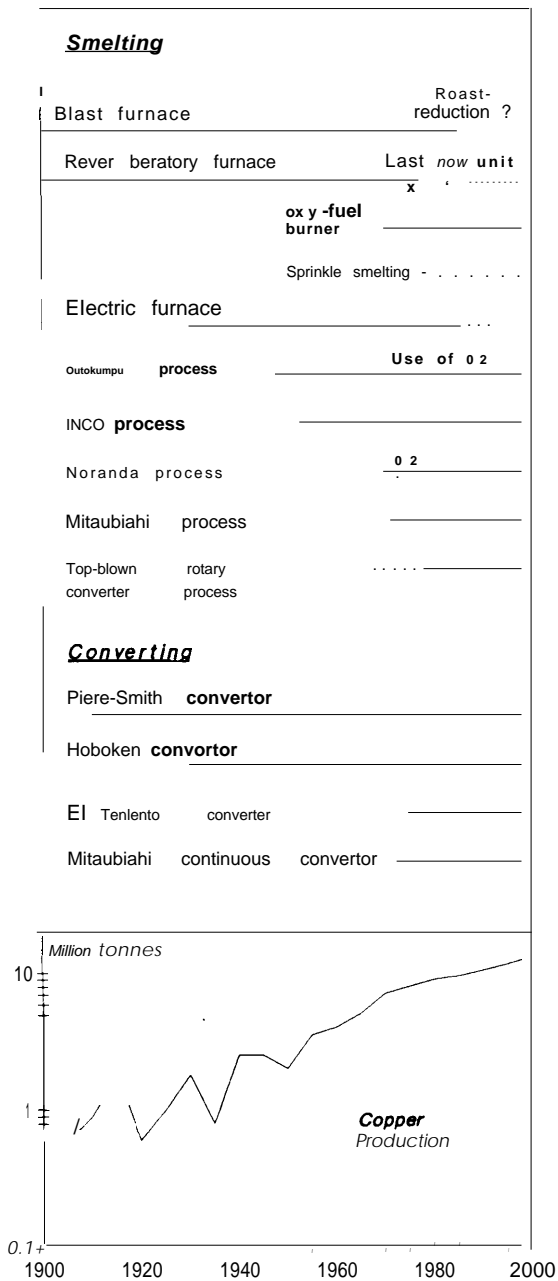 Smelting
Roast-
Blast furnace reduction ?
Rever beratory furnace Last now unit
x
ox y -fuel
burner
Sprinkle smelting - . . . . . .
Electric furnace . . .
Outokumpu process Use of 0 2
INCO process
Noranda process 0 2
Mitaubiahi process
Top-blown rotary . . . . .
converter process
Converting
Piere-Smith convertor
Hoboken convortor
El Tenlento converter
Mitaubiahi continuous convertor
Million tonnes
10
1
Copper
Production
0.1+
1900 1920 1940 1960 1980 2000